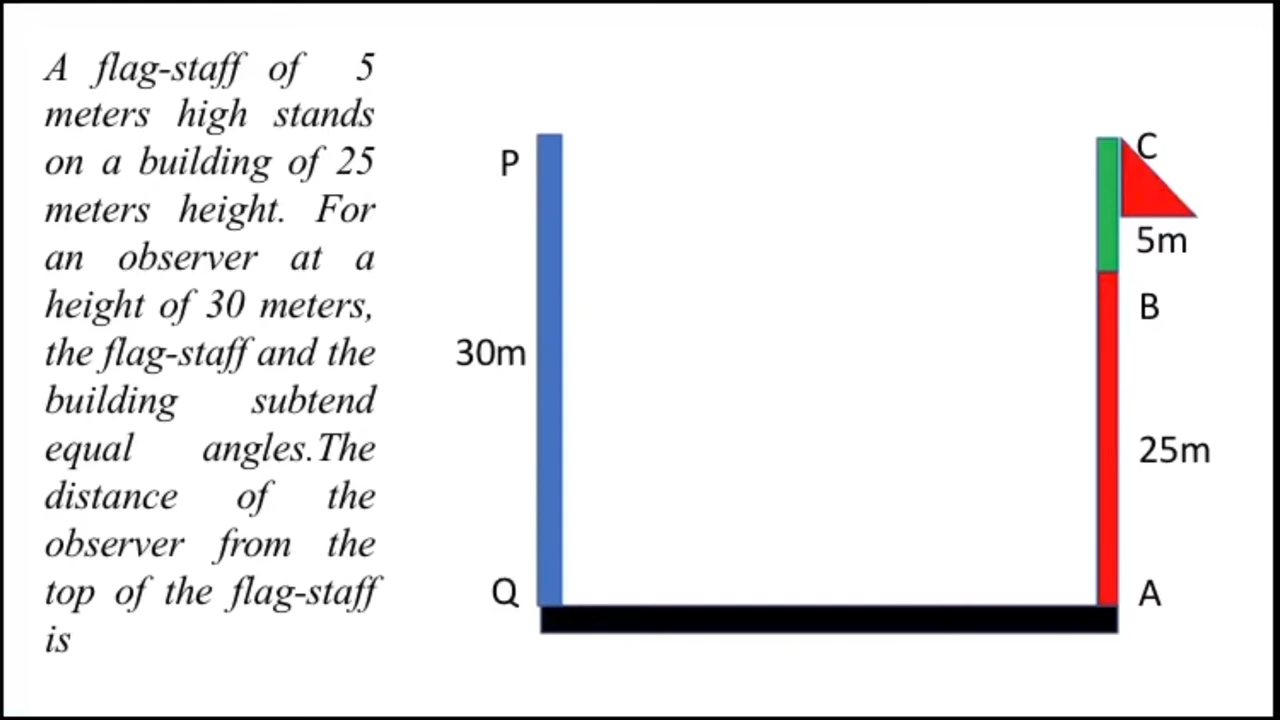 A flag-staff of 5
meters high stands
on a building of 25
meters height. For
an observer at a
height of 30 meters,
the flag-staff and the
building subtend
equal angles.The
distance of the
observer from the
top of the flag-staff
is
P
C
5m
B
30m
25m
Q
A